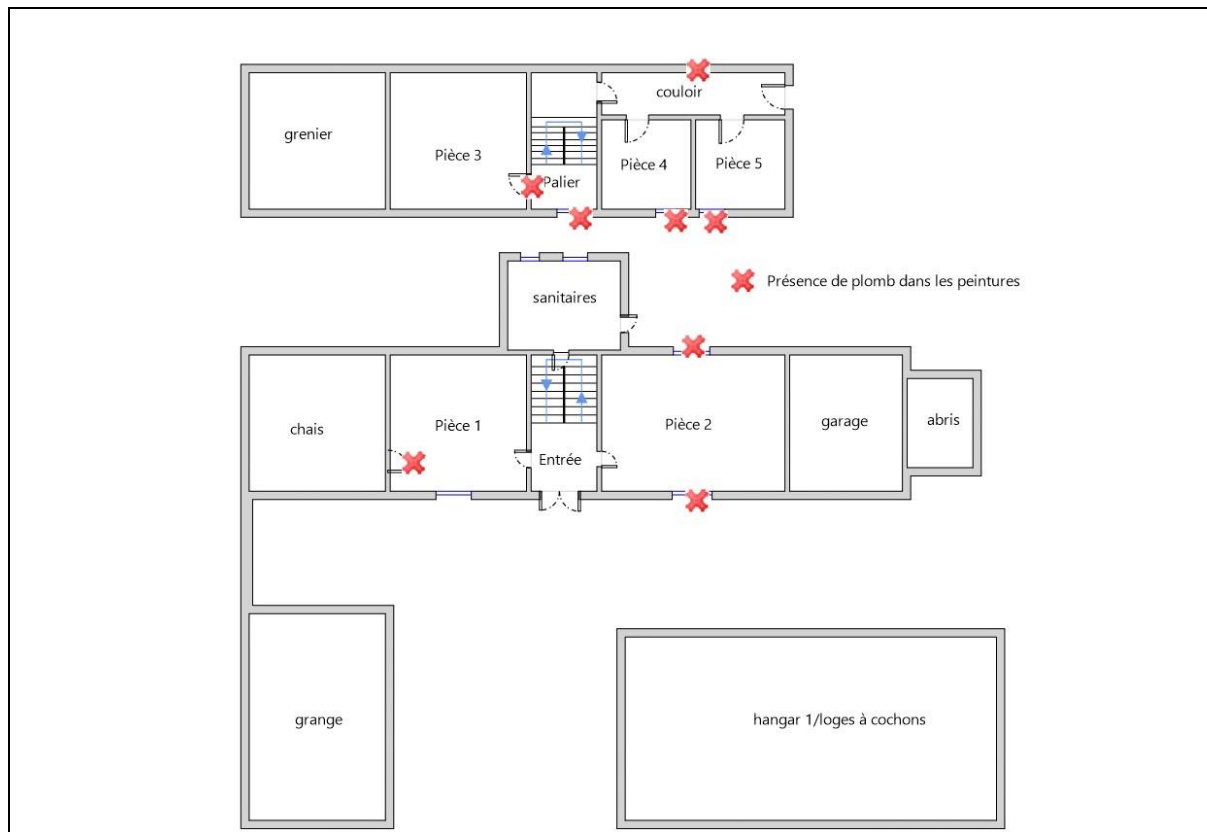 couloir
grenier
Pièce 3
Pièce 4
Pièce 5
Palier
Présence de plomb dans les peintures
sanitaires
chais
Pièce 1
Entrée
Pièce 2
garage
abris
grange
hangar 1/loges à cochons